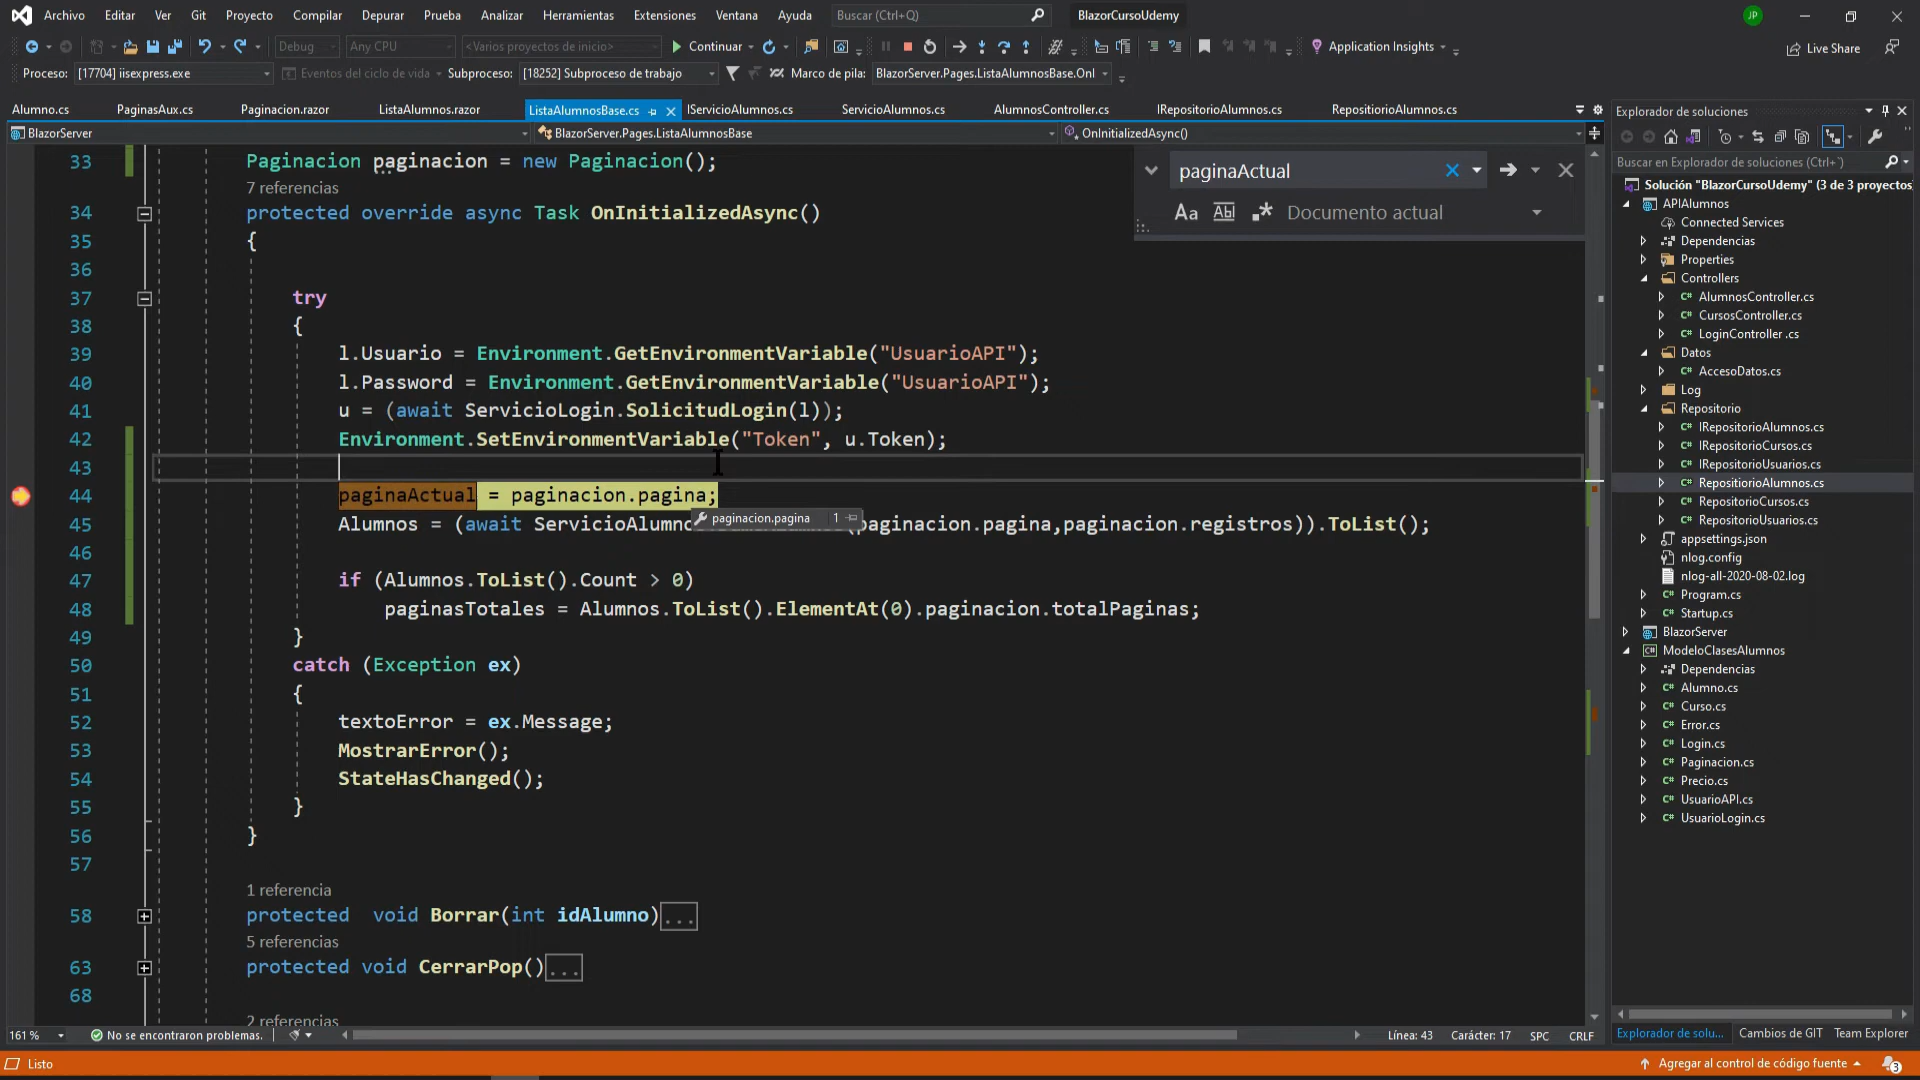 Archivo Editar Ver Git Proyecto Compilar Depurar Prueba Analizar Herramientas Extensiones Ventana Ayuda Buscar (Ctrl+Q) BlazorCursoUdemy JP
Debug Any CPU <Varios proyectos de inicio> Continuar Application Insights Live Share
Proceso: [17704] iisexpress.exe Eventos del ciclo de vida Subproceso: [18252] Subproceso de trabajo Marco de pila: BlazorServer.Pages.ListaAlumnosBase.OnI
Alumno.cs PaginasAux.cs Paginacion.razor ListaAlumnos.razor ListaAlumnosBase.cs IServicioAlumnos.cs ServicioAlumnos.cs AlumnosController.cs IRepositorioAlumnos.cs RepositiorioAlumnos.cs
BlazorServer BlazorServer.Pages.ListaAlumnosBase OnInitializedAsync()
33 Paginacion paginacion = new Paginacion();
7 referencias
34 protected override async Task OnInitializedAsync()
35 {
36
37 try
38 {
39 l.Usuario = Environment.GetEnvironmentVariable("UsuarioAPI");
40 l.Password = Environment.GetEnvironmentVariable("UsuarioAPI");
41 u = (await ServicioLogin.SolicitudLogin(l));
42 Environment.SetEnvironmentVariable("Token", u.Token);
43
44 paginaActual = paginacion.pagina;
paginacion.pagina 1
45 Alumnos = (await ServicioAlumno (paginacion.pagina,paginacion.registros)).ToList();
46
47 if (Alumnos.ToList().Count > 0)
48 paginasTotales = Alumnos.ToList().ElementAt(0).paginacion.totalPaginas;
49 }
50 catch (Exception ex)
51 {
52 textoError = ex.Message;
53 MostrarError();
54 StateHasChanged();
55 }
56 }
57
1 referencia
58 protected void Borrar(int idAlumno)...
5 referencias
63 protected void CerrarPop()...
68
2 referencias
paginaActual
Aa Abl .* Documento actual
161 % No se encontraron problemas. Línea: 43 Carácter: 17 SPC CRLF
Explorador de soluciones
Buscar en Explorador de soluciones (Ctrl+´)
Solución "BlazorCursoUdemy" (3 de 3 proyectos)
APIAlumnos
Connected Services
Dependencias
Properties
Controllers
AlumnosController.cs
CursosController.cs
LoginController .cs
Datos
AccesoDatos.cs
Log
Repositorio
IRepositorioAlumnos.cs
IRepositorioCursos.cs
IRepositorioUsuarios.cs
RepositiorioAlumnos.cs
RepositorioCursos.cs
RepositorioUsuarios.cs
appsettings.json
nlog.config
nlog-all-2020-08-02.log
Program.cs
Startup.cs
BlazorServer
ModeloClasesAlumnos
Dependencias
Alumno.cs
Curso.cs
Error.cs
Login.cs
Paginacion.cs
Precio.cs
UsuarioAPI.cs
UsuarioLogin.cs
Explorador de solu... Cambios de GIT Team Explorer
Listo Agregar al control de código fuente 3